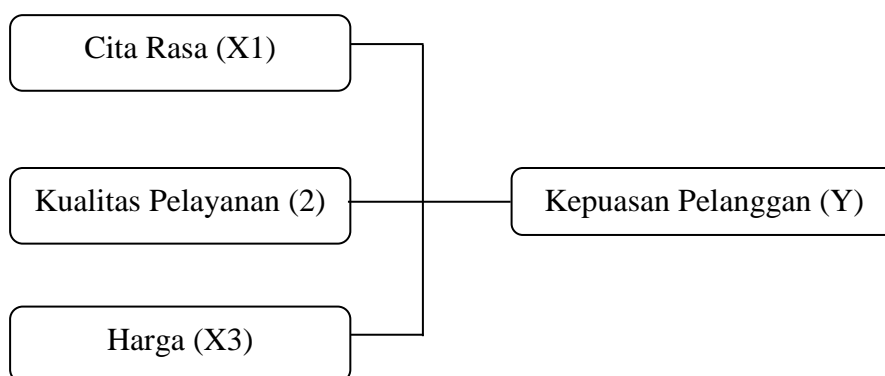 Cita Rasa (X1)
Kualitas Pelayanan (2)
Kepuasan Pelanggan (Y)
Harga (X3)